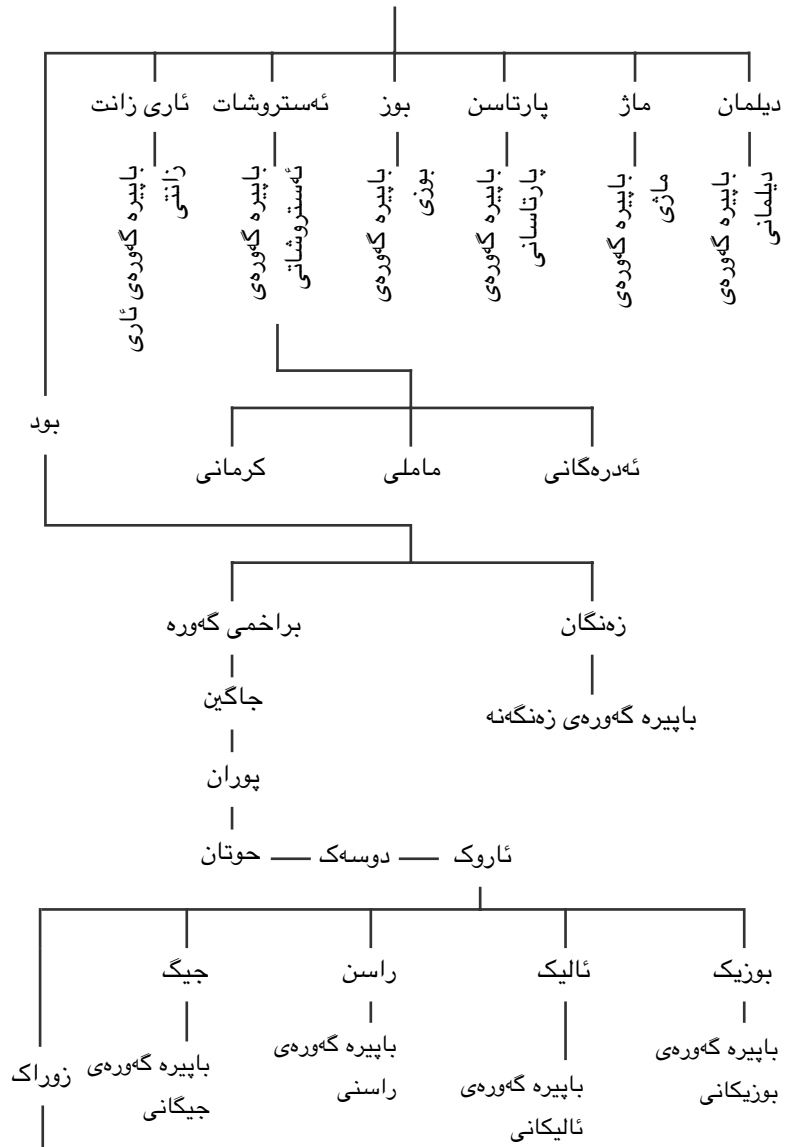 دیلمان
ماژ
پارتاسن
بوز
ئەستروشات
ئاری زانت
باپیرە گەورەی
دیلمانی
باپیرە گەورەی
ماژی
باپیرە گەورەی
پارتاسانی
باپیرە گەورەی
بوزی
باپیرە گەورەی
ئەستروشاتی
باپیرە گەورەی ئاری
زانتی
بود
ئەدرەگانی
ماملی
کرمانی
زەنگان
براخمی گەورە
باپیرە گەورەی زەنگەنە
جاگین
پوران
ئاروک
دوسەک
حوتان
بوزیک
ئالیک
راسن
جیگ
زوراک
باپیرە گەورەی
بوزیکانی
باپیرە گەورەی
ئالیکانی
باپیرە گەورەی
راسنی
باپیرە گەورەی
جیگانی